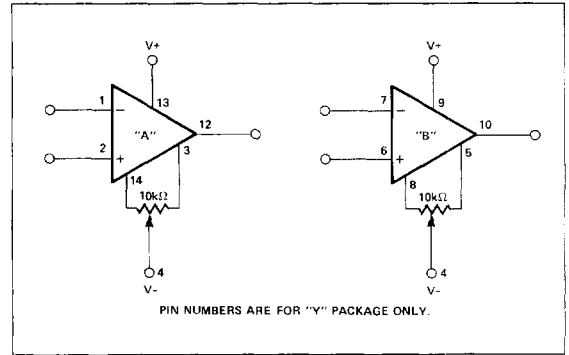 V+
V+
1
13
7
9
"A"
12
"B"
10
2
3
6
5
14
8
10kΩ
10kΩ
4
4
V-
V-
PIN NUMBERS ARE FOR "Y" PACKAGE ONLY.